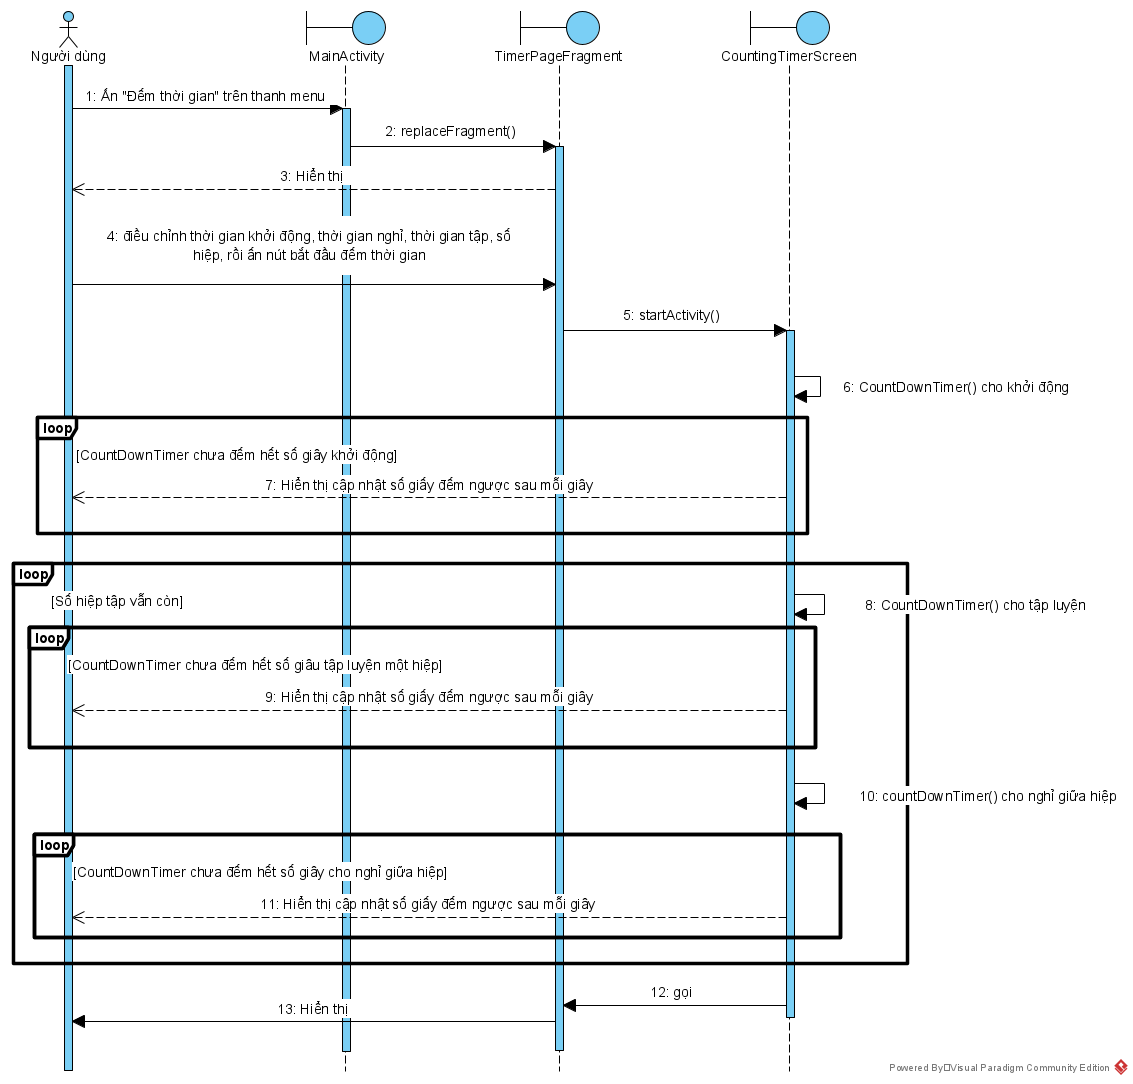 Người dùng
MainActivity
TimerPageFragment
CountingTimerScreen
1: Ấn "Đếm thời gian" trên thanh menu
2: replaceFragment()
3: Hiển thị
4: điều chỉnh thời gian khởi động, thời gian nghỉ, thời gian tập, số
hiệp, rồi ấn nút bắt đầu đếm thời gian
5: startActivity()
6: CountDownTimer() cho khởi động
loop
[CountDownTimer chưa đếm hết số giây khởi động]
7: Hiển thị cập nhật số giấy đếm ngược sau mỗi giây
loop
[Số hiệp tập vẫn còn]
8: CountDownTimer() cho tập luyện
loop
[CountDownTimer chưa đếm hết số giâu tập luyện một hiệp]
9: Hiển thị cập nhật số giấy đếm ngược sau mỗi giây
10: countDownTimer() cho nghỉ giữa hiệp
loop
[CountDownTimer chưa đếm hết số giây cho nghỉ giữa hiệp]
11: Hiển thị cập nhật số giấy đếm ngược sau mỗi giây
12: gọi
13: Hiển thị
Powered By Visual Paradigm Community Edition